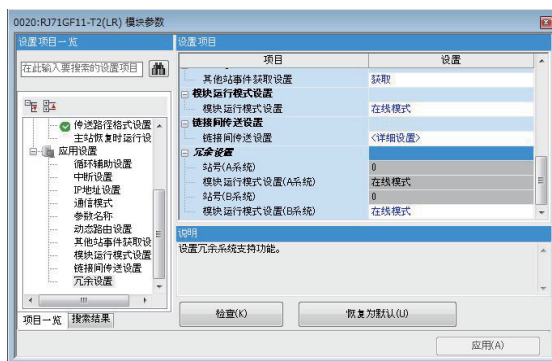 0020:RJ71GF11-T2(LR) 模块参数
设置项目一览
在此输入要搜索的设置项目
传送路径格式设置
主站恢复时运行设
应用设置
循环辅助设置
中断设置
IP地址设置
通信模式
参数名称
动态路由设置
其他站事件获取设
模块运行模式设置
链接间传送设置
冗余设置
项目一览 搜索结果
设置项目
项目 设置
其他站事件获取设置 获取
模块运行模式设置
模块运行模式设置 在线模式
链接间传送设置
链接间传送设置 <详细设置>
冗余设置
站号(A系统) 0
模块运行模式设置(A系统) 在线模式
站号(B系统) 0
模块运行模式设置(B系统) 在线模式
说明
设置冗余系统支持功能。
检查(K) 恢复为默认(U)
应用(A)